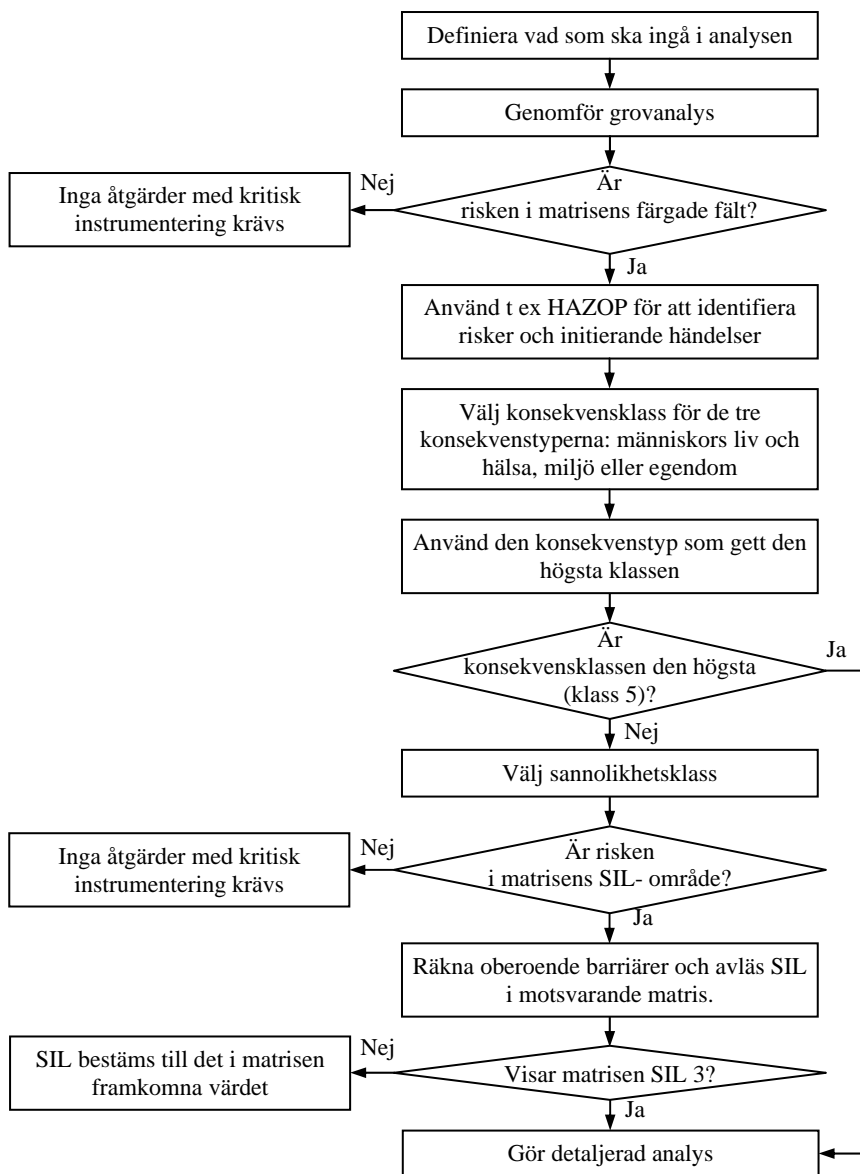 Definiera vad som ska ingå i analysen
Genomför grovanalys
Är
risken i matrisens färgade fält?
Nej
Inga åtgärder med kritisk
instrumentering krävs
Ja
Använd t ex HAZOP för att identifiera
risker och initierande händelser
Välj konsekvensklass för de tre
konsekvenstyperna: människors liv och
hälsa, miljö eller egendom
Använd den konsekvenstyp som gett den
högsta klassen
Är
konsekvensklassen den högsta
(klass 5)?
Ja
Nej
Välj sannolikhetsklass
Är risken
i matrisens SIL- område?
Nej
Inga åtgärder med kritisk
instrumentering krävs
Ja
Räkna oberoende barriärer och avläs SIL
i motsvarande matris.
Visar matrisen SIL 3?
Nej
SIL bestäms till det i matrisen
framkomna värdet
Ja
Gör detaljerad analys